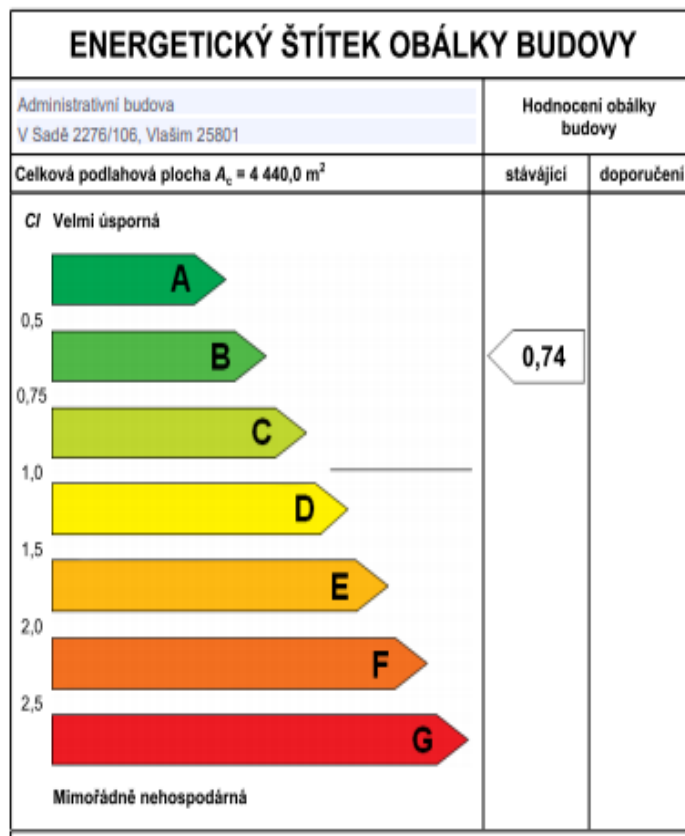 ENERGETICKÝ ŠTÍTEK OBÁLKY BUDOVY
Administrativní budova
V Sadě 2276/106, Vlašim 25801
Hodnocení obálky
budovy
Celková podlahová plocha Ac = 4 440,0 m²
stávající
doporučení
CI Velmi úsporná
A
0,5
B
0,74
0,75
C
1,0
D
1,5
E
2,0
F
2,5
G
Mimořádně nehospodárná